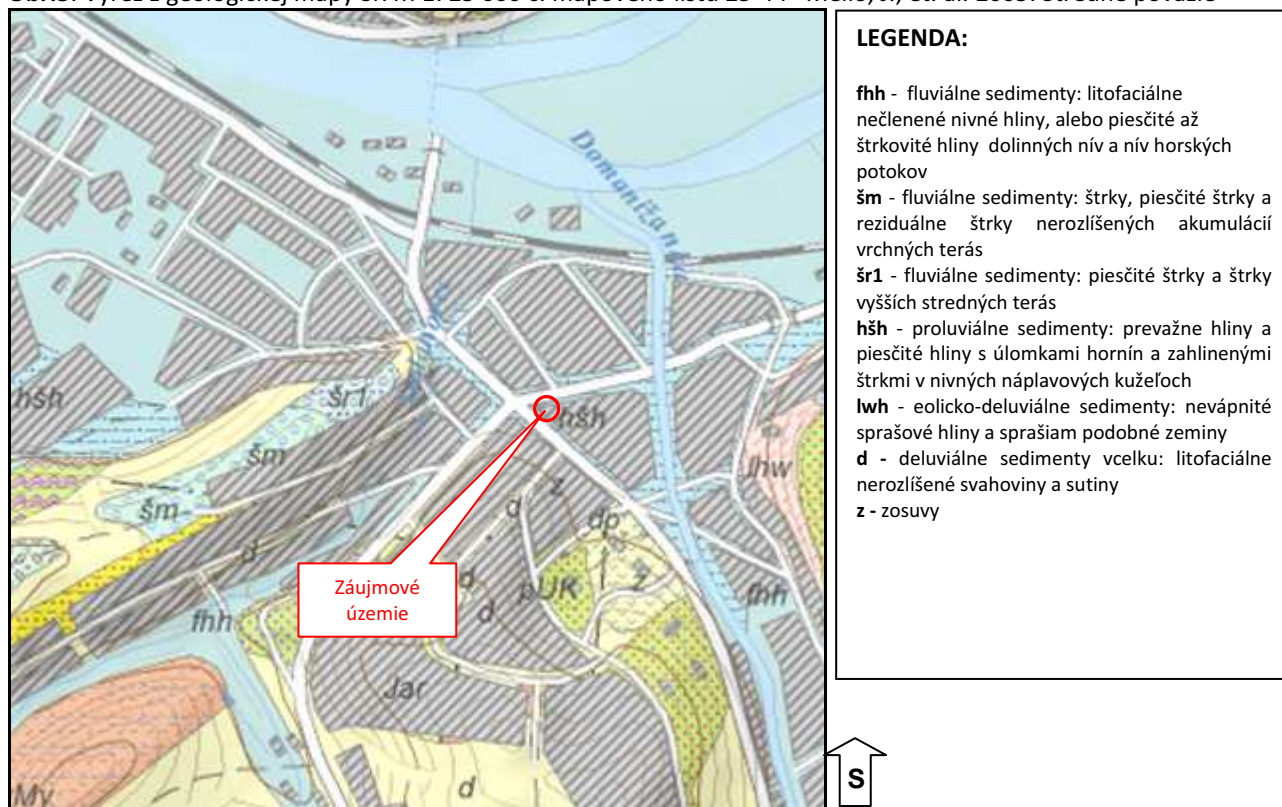 LEGENDA:
fhh - fluviálne sedimenty: litofaciálne
nečlenené nivné hliny, alebo piesčité až
štrkovité hliny dolinných nív a nív horských
potokov
šm - fluviálne sedimenty: štrky, piesčité štrky a
reziduálne štrky nerozlíšených akumulácií
vrchných terás
šr1 - fluviálne sedimenty: piesčité štrky a štrky
vyšších stredných terás
hšh - proluviálne sedimenty: prevažne hliny a
piesčité hliny s úlomkami hornín a zahlinenými
štrkmi v nivných náplavových kužeľoch
lwh - eolicko-deluviálne sedimenty: nevápnité
sprašové hliny a sprašiam podobné zeminy
d - deluviálne sedimenty vcelku: litofaciálne
nerozlíšené svahoviny a sutiny
z - zosuvy
Domanižanka
hšh
šr1
šm
šm
hšh
lhw
z
d
dp
d
d
z
pUK
d
fhh
fhh
Záujmové
územie
Jar
d
My
S